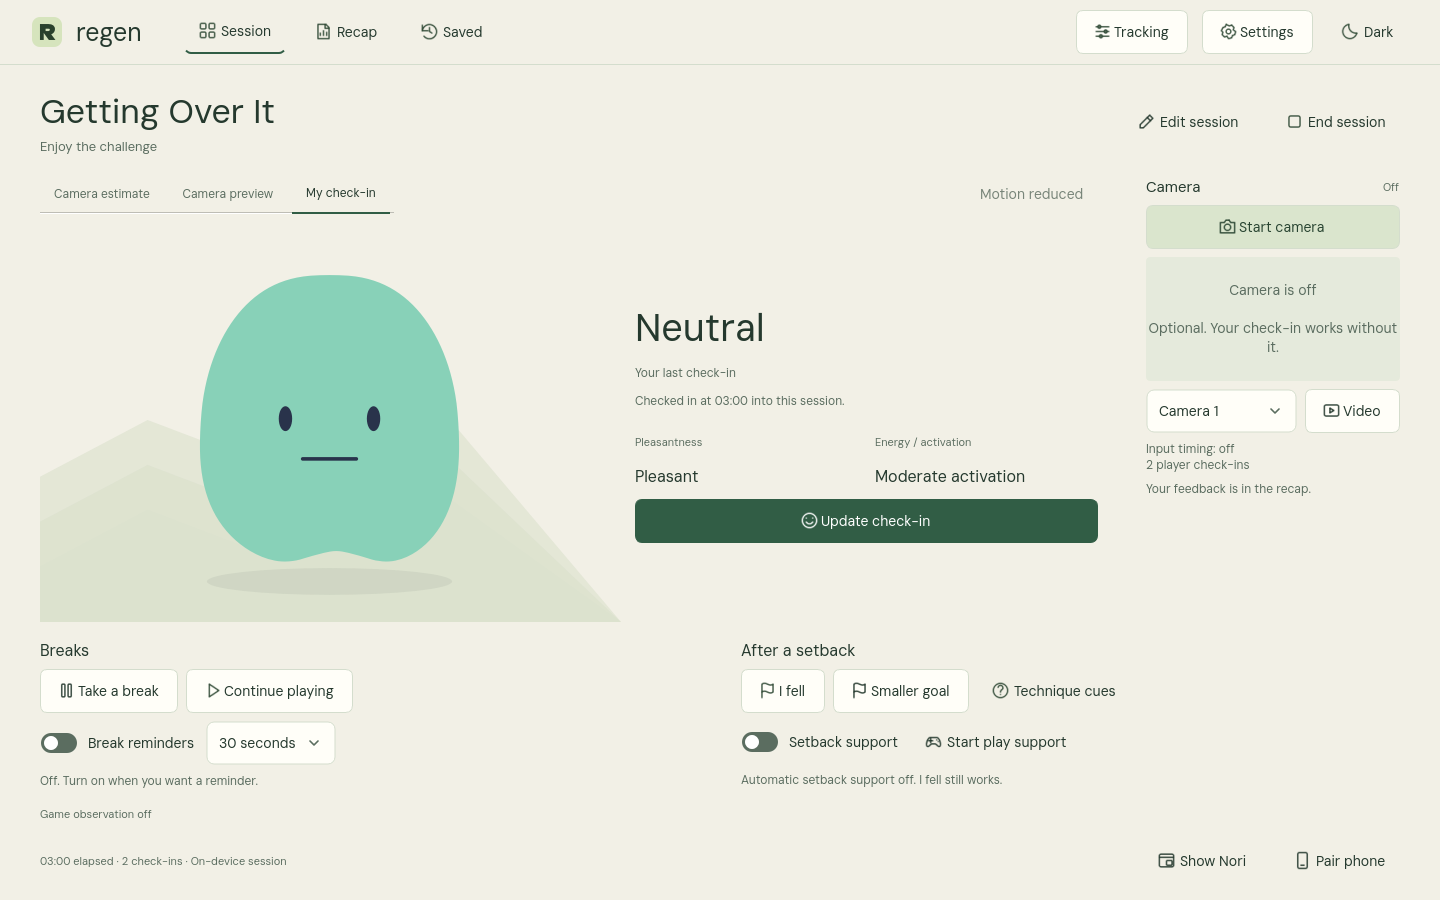 regen
Session
Recap
Saved
Tracking
Settings
Dark
Getting Over It
Enjoy the challenge
Edit session
End session
Camera estimate
Camera preview
My check-in
Motion reduced
Camera
Off
Start camera
Camera is off
Optional. Your check-in works without
it.
Camera 1
Video
Input timing: off
2 player check-ins
Your feedback is in the recap.
Neutral
Your last check-in
Checked in at 03:00 into this session.
Pleasantness
Energy / activation
Pleasant
Moderate activation
Update check-in
Breaks
Take a break
Continue playing
Break reminders
30 seconds
Off. Turn on when you want a reminder.
Game observation off
After a setback
I fell
Smaller goal
Technique cues
Setback support
Start play support
Automatic setback support off. I fell still works.
03:00 elapsed · 2 check-ins · On-device session
Show Nori
Pair phone